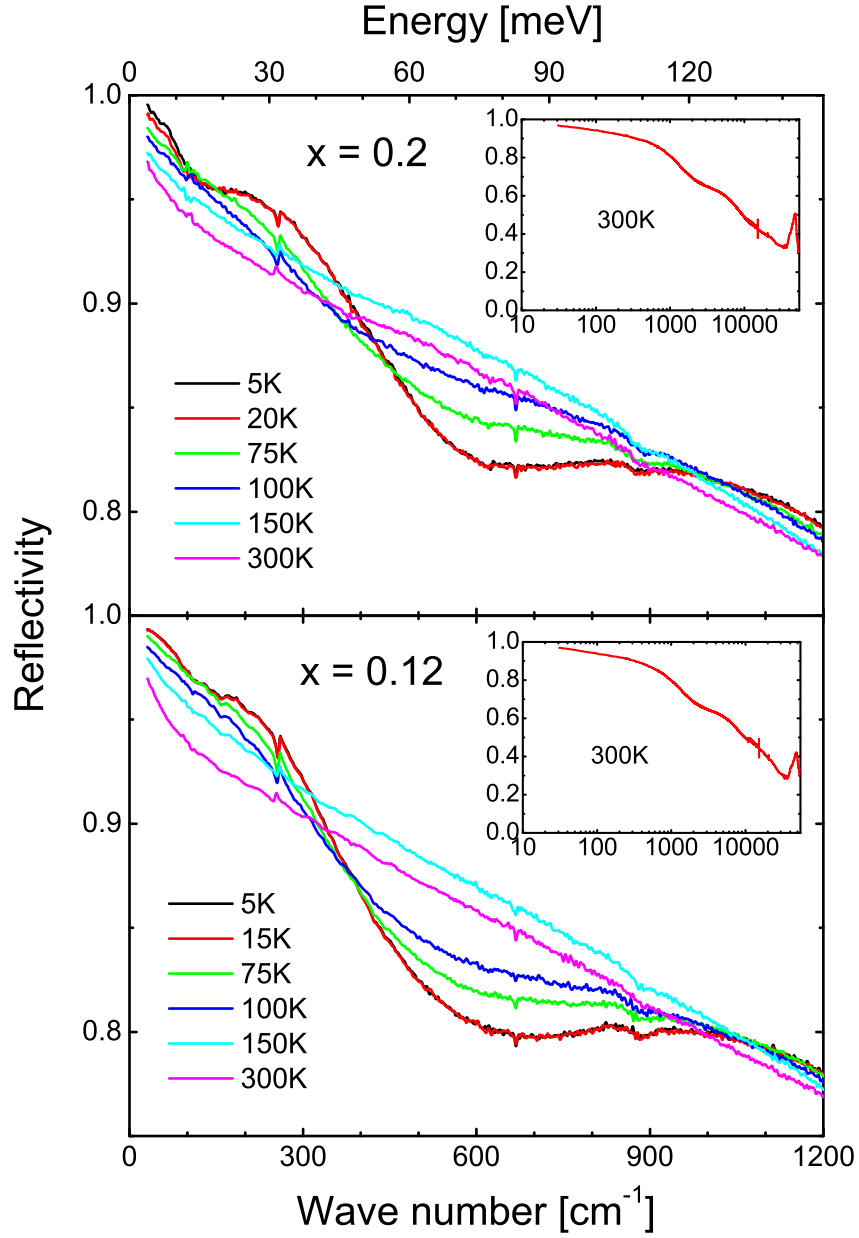 Energy [meV]
0 30 60 90 120
1.0
0.9
0.8
x = 0.2
5K
20K
75K
100K
150K
300K
1.0
0.8
0.6
0.4
0.2
0.0
300K
10 100 1000 10000
Reflectivity
1.0
0.9
0.8
x = 0.12
5K
15K
75K
100K
150K
300K
1.0
0.8
0.6
0.4
0.2
0.0
300K
10 100 1000 10000
0 300 600 900 1200
Wave number [cm⁻¹]